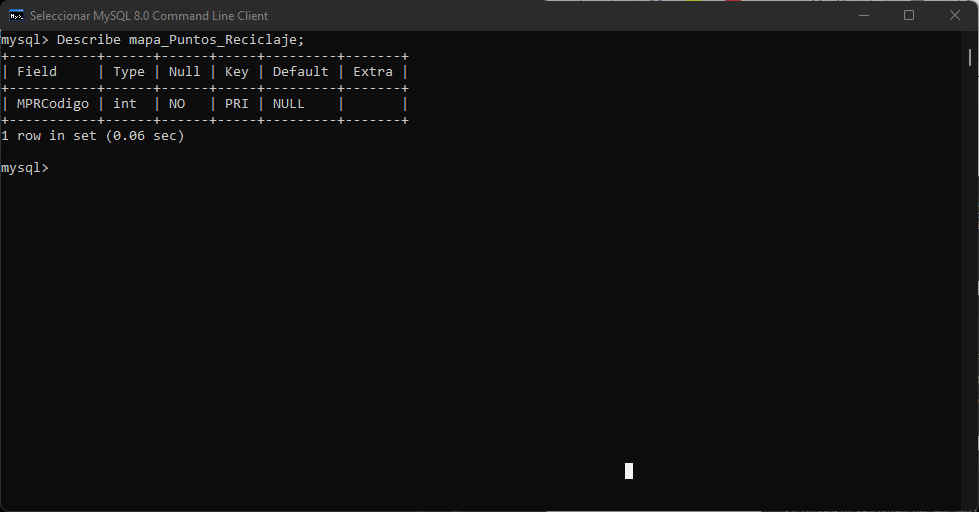 Seleccionar MySQL 8.0 Command Line Client
mysql> Describe mapa_Puntos_Reciclaje;
+-----------+------+------+-----+---------+-------+
| Field     | Type | Null | Key | Default | Extra |
+-----------+------+------+-----+---------+-------+
| MPRCodigo | int  | NO   | PRI | NULL    |       |
+-----------+------+------+-----+---------+-------+
1 row in set (0.06 sec)
mysql>